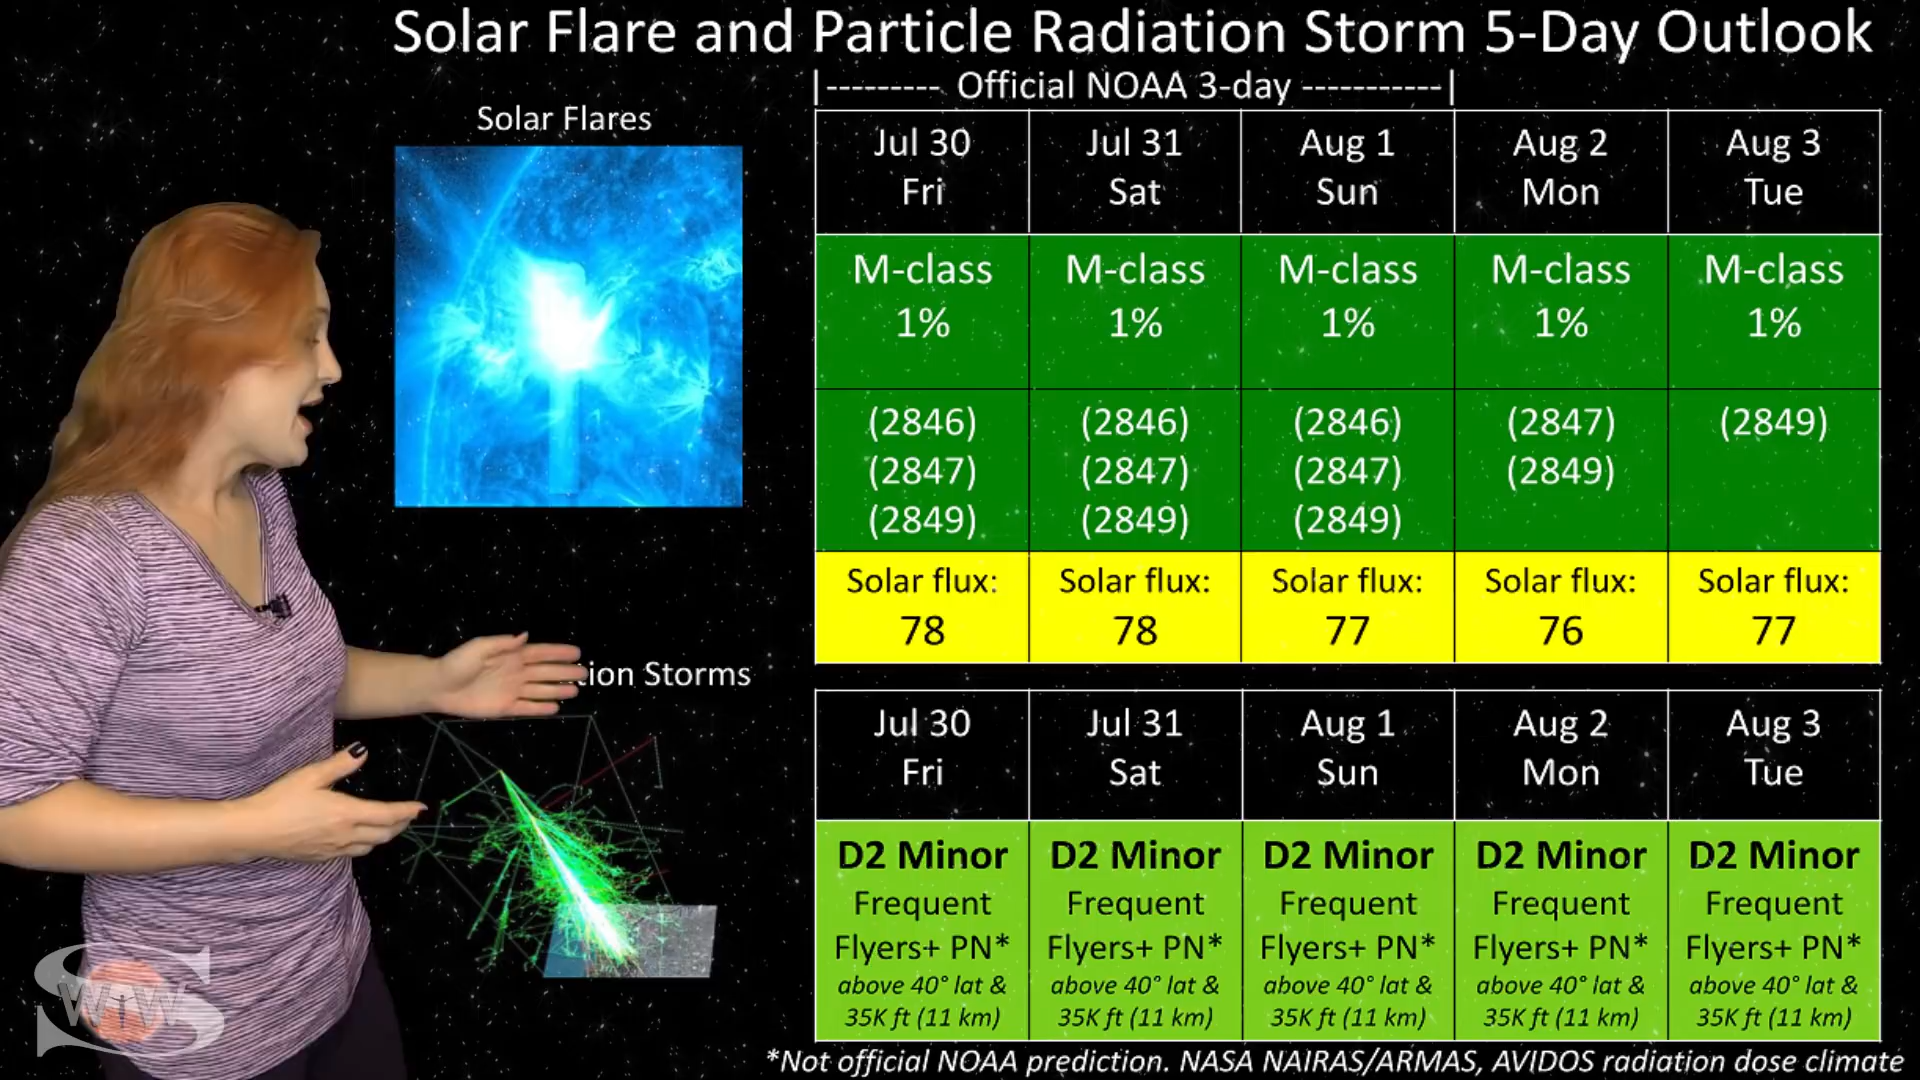 Solar Flare and Particle Radiation Storm 5-Day Outlook
|--------- Official NOAA 3-day -----------|
Solar Flares
Jul 30 Jul 31 Aug 1 Aug 2 Aug 3
Fri Sat Sun Mon Tue
M-class M-class M-class M-class M-class
1% 1% 1% 1% 1%
(2846) (2846) (2846) (2847) (2849)
(2847) (2847) (2847) (2849)
(2849) (2849) (2849)
Solar flux: Solar flux: Solar flux: Solar flux: Solar flux:
78 78 77 76 77
Storms
Jul 30 Jul 31 Aug 1 Aug 2 Aug 3
Fri Sat Sun Mon Tue
D2 Minor D2 Minor D2 Minor D2 Minor D2 Minor
Frequent Frequent Frequent Frequent Frequent
Flyers+ PN* Flyers+ PN* Flyers+ PN* Flyers+ PN* Flyers+ PN*
above 40° lat & above 40° lat & above 40° lat & above 40° lat & above 40° lat &
35K ft (11 km) 35K ft (11 km) 35K ft (11 km) 35K ft (11 km) 35K ft (11 km)
*Not official NOAA prediction. NASA NAIRAS/ARMAS, AVIDOS radiation dose climate